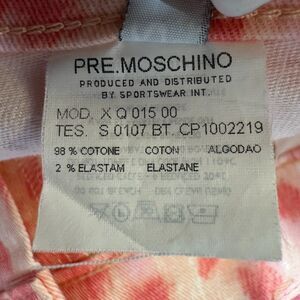 PRE.MOSCHINO
PRODUCED AND DISTRIBUTED
BY SPORTSWEAR INT.
MOD. X Q 015 00
TES. S 0107 BT. CP1002219
98 % COTONE COTON ALGODAO
2 % ELASTAM ELASTANE